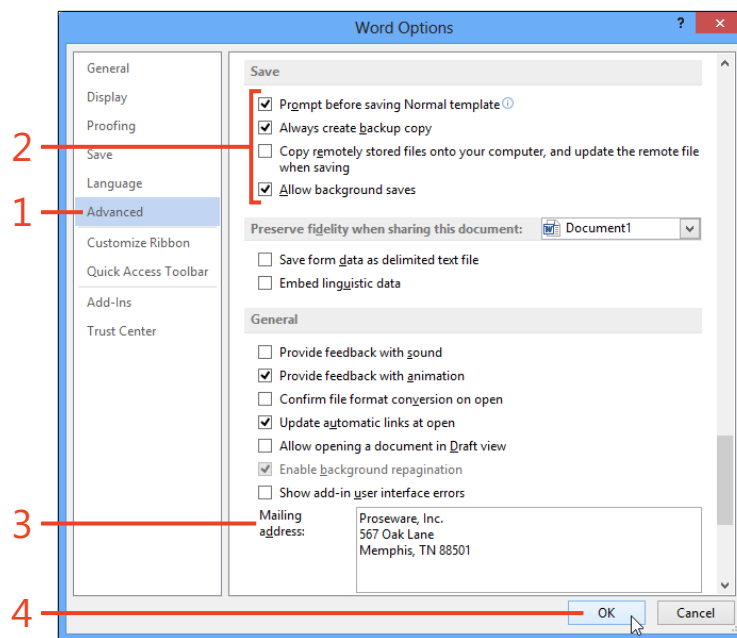 Word Options
?
General
Display
Proofing
Save
Language
Advanced
Customize Ribbon
Quick Access Toolbar
Add-Ins
Trust Center
Save
Prompt before saving Normal template
Always create backup copy
Copy remotely stored files onto your computer, and update the remote file
when saving
Allow background saves
Preserve fidelity when sharing this document: Document1
Save form data as delimited text file
Embed linguistic data
General
Provide feedback with sound
Provide feedback with animation
Confirm file format conversion on open
Update automatic links at open
Allow opening a document in Draft view
Enable background repagination
Show add-in user interface errors
Mailing
address:
Proseware, Inc.
567 Oak Lane
Memphis, TN 88501
OK Cancel
2
1
3
4